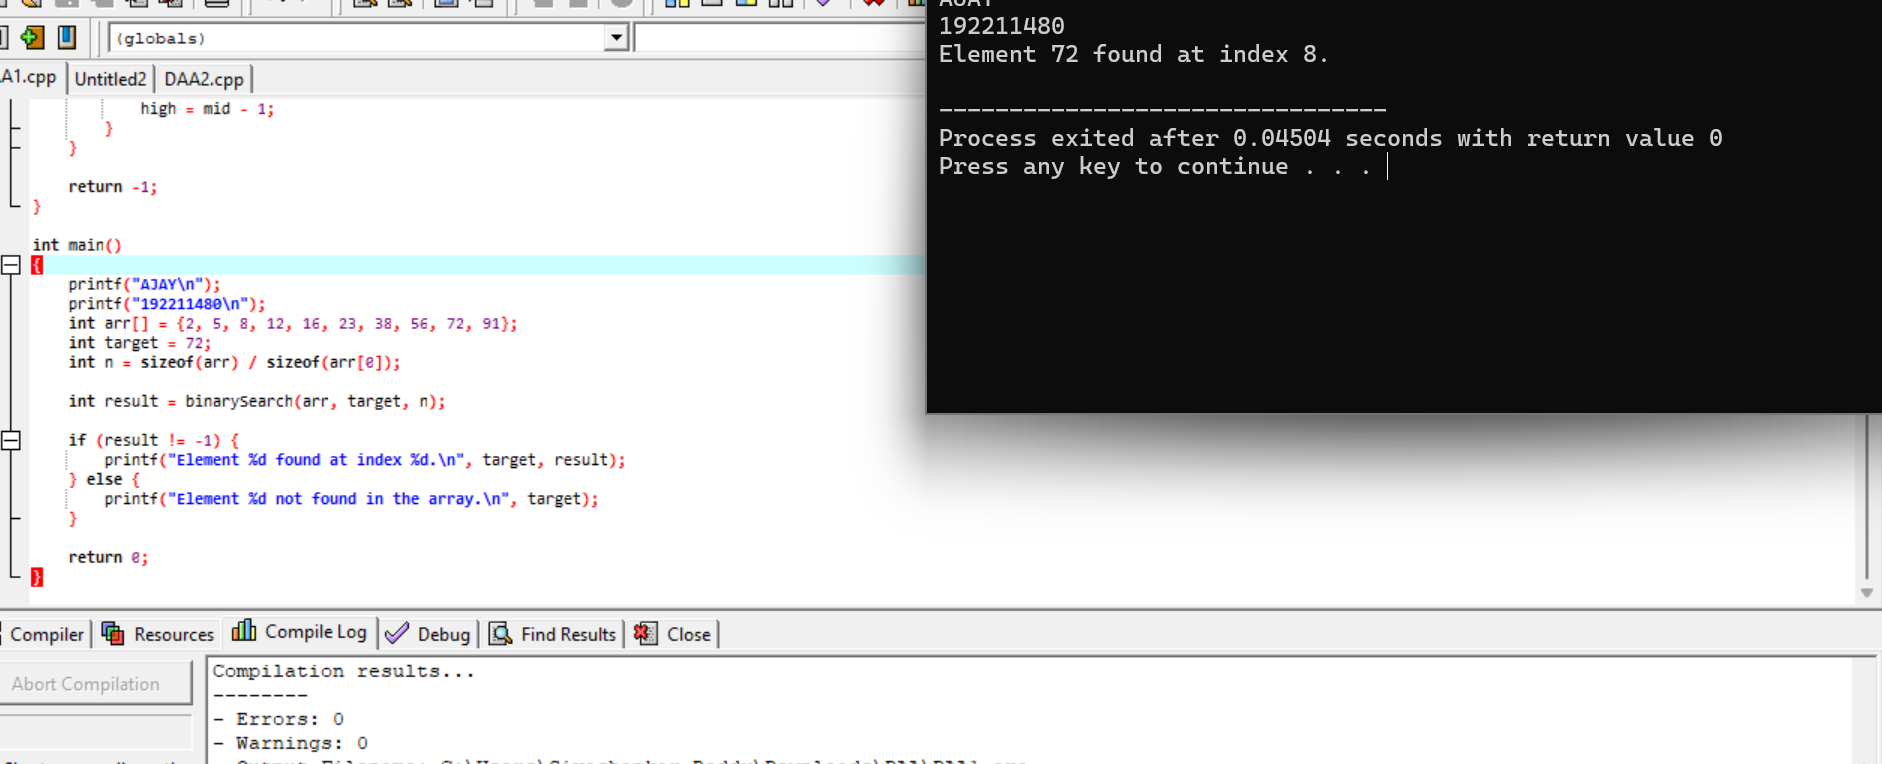 (globals)
A1.cpp Untitled2 DAA2.cpp
high = mid - 1;
}
}
return -1;
}
int main()
{
printf("AJAY\n");
printf("192211480\n");
int arr[] = {2, 5, 8, 12, 16, 23, 38, 56, 72, 91};
int target = 72;
int n = sizeof(arr) / sizeof(arr[0]);
int result = binarySearch(arr, target, n);
if (result != -1) {
printf("Element %d found at index %d.\n", target, result);
} else {
printf("Element %d not found in the array.\n", target);
}
return 0;
}
AJAY
192211480
Element 72 found at index 8.
--------------------------------
Process exited after 0.04504 seconds with return value 0
Press any key to continue . . .
Compiler Resources Compile Log Debug Find Results Close
Abort Compilation
Compilation results...
--------
- Errors: 0
- Warnings: 0